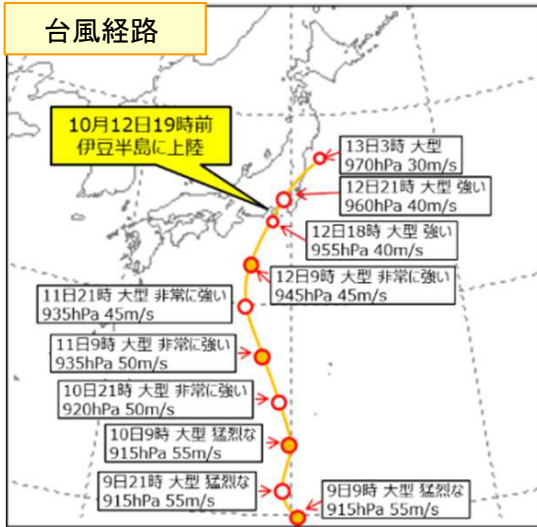 台風経路
10月12日19時前
伊豆半島に上陸
13日3時 大型
970hPa 30m/s
12日21時 大型 強い
960hPa 40m/s
12日18時 大型 強い
955hPa 40m/s
12日9時 大型 非常に強い
945hPa 45m/s
11日21時 大型 非常に強い
935hPa 45m/s
11日9時 大型 非常に強い
935hPa 50m/s
10日21時 大型 非常に強い
920hPa 50m/s
10日9時 大型 猛烈な
915hPa 55m/s
9日21時 大型 猛烈な
915hPa 55m/s
9日9時 大型 猛烈な
915hPa 55m/s